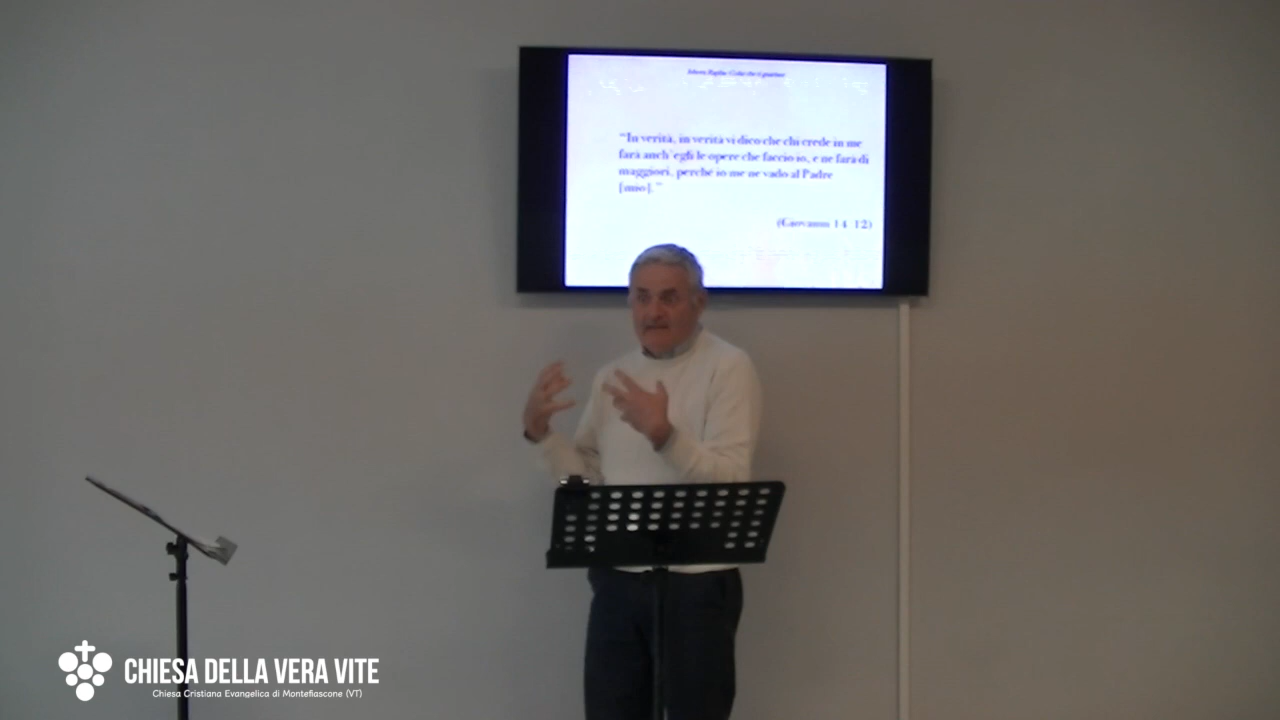 “In verità, in verità vi dico che chi crede in me
farà anch'egli le opere che faccio io, e ne farà di
maggiori, perché io me ne vado al Padre
[mio].”
(Giovanni 14 12)
CHIESA DELLA VERA VITE
Chiesa Cristiana Evangelica di Montefiascone (VT)